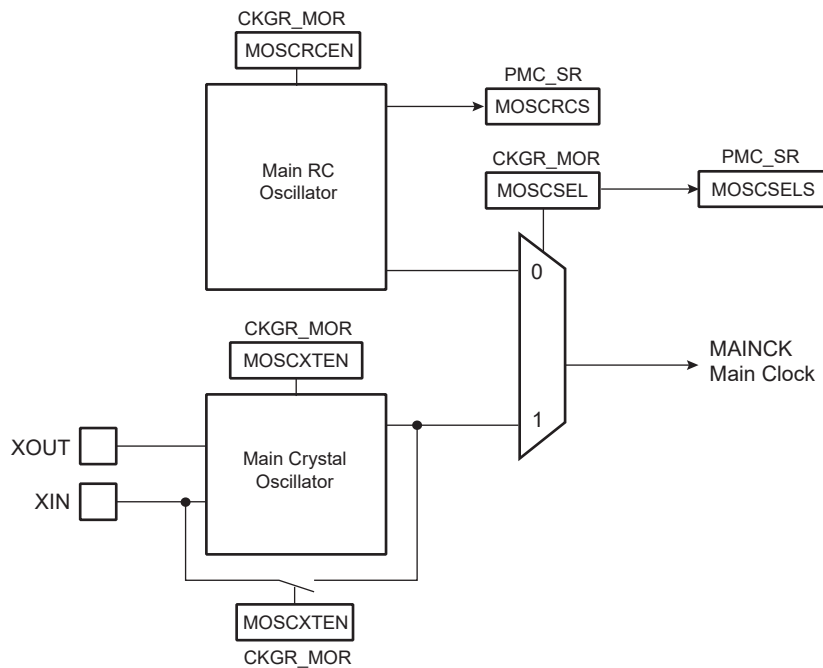 CKGR_MOR
MOSCRCEN
PMC_SR
MOSCRCS
Main RC
Oscillator
CKGR_MOR
MOSCSEL
PMC_SR
MOSCSELS
0
CKGR_MOR
MOSCXTEN
MAINCK
Main Clock
1
XOUT
Main Crystal
Oscillator
XIN
MOSCXTEN
CKGR_MOR